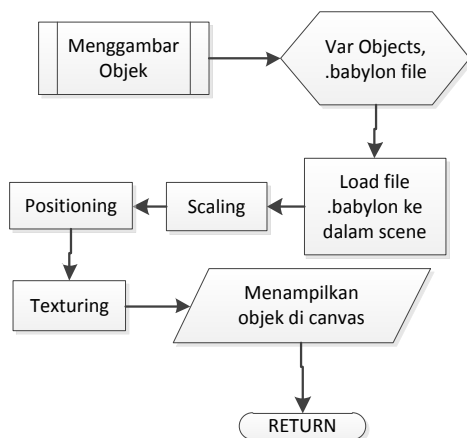 Menggambar
Objek
Var Objects,
.babylon file
Load file
.babylon ke
dalam scene
Scaling
Positioning
Texturing
Menampilkan
objek di canvas
RETURN